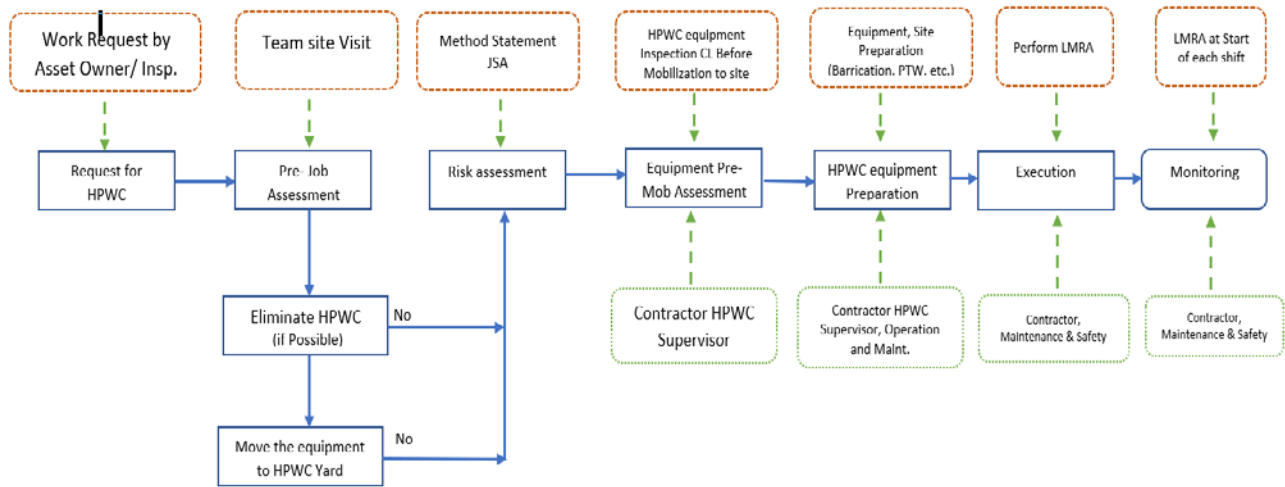 Work Request by
Asset Owner/ Insp.
Team site Visit
Method Statement
JSA
HPWC equipment
Inspection CL Before
Mobilization to site
Equipment, Site
Preparation
(Barrication. PTW. etc.)
Perform LMRA
LMRA at Start
of each shift
Request for
HPWC
Pre- Job
Assessment
Risk assessment
Equipment Pre-
Mob Assessment
HPWC equipment
Preparation
Execution
Monitoring
Eliminate HPWC
(if Possible)
No
Contractor HPWC
Supervisor
Contractor HPWC
Supervisor, Operation
and Maint.
Contractor,
Maintenance & Safety
Contractor,
Maintenance & Safety
Move the equipment
to HPWC Yard
No